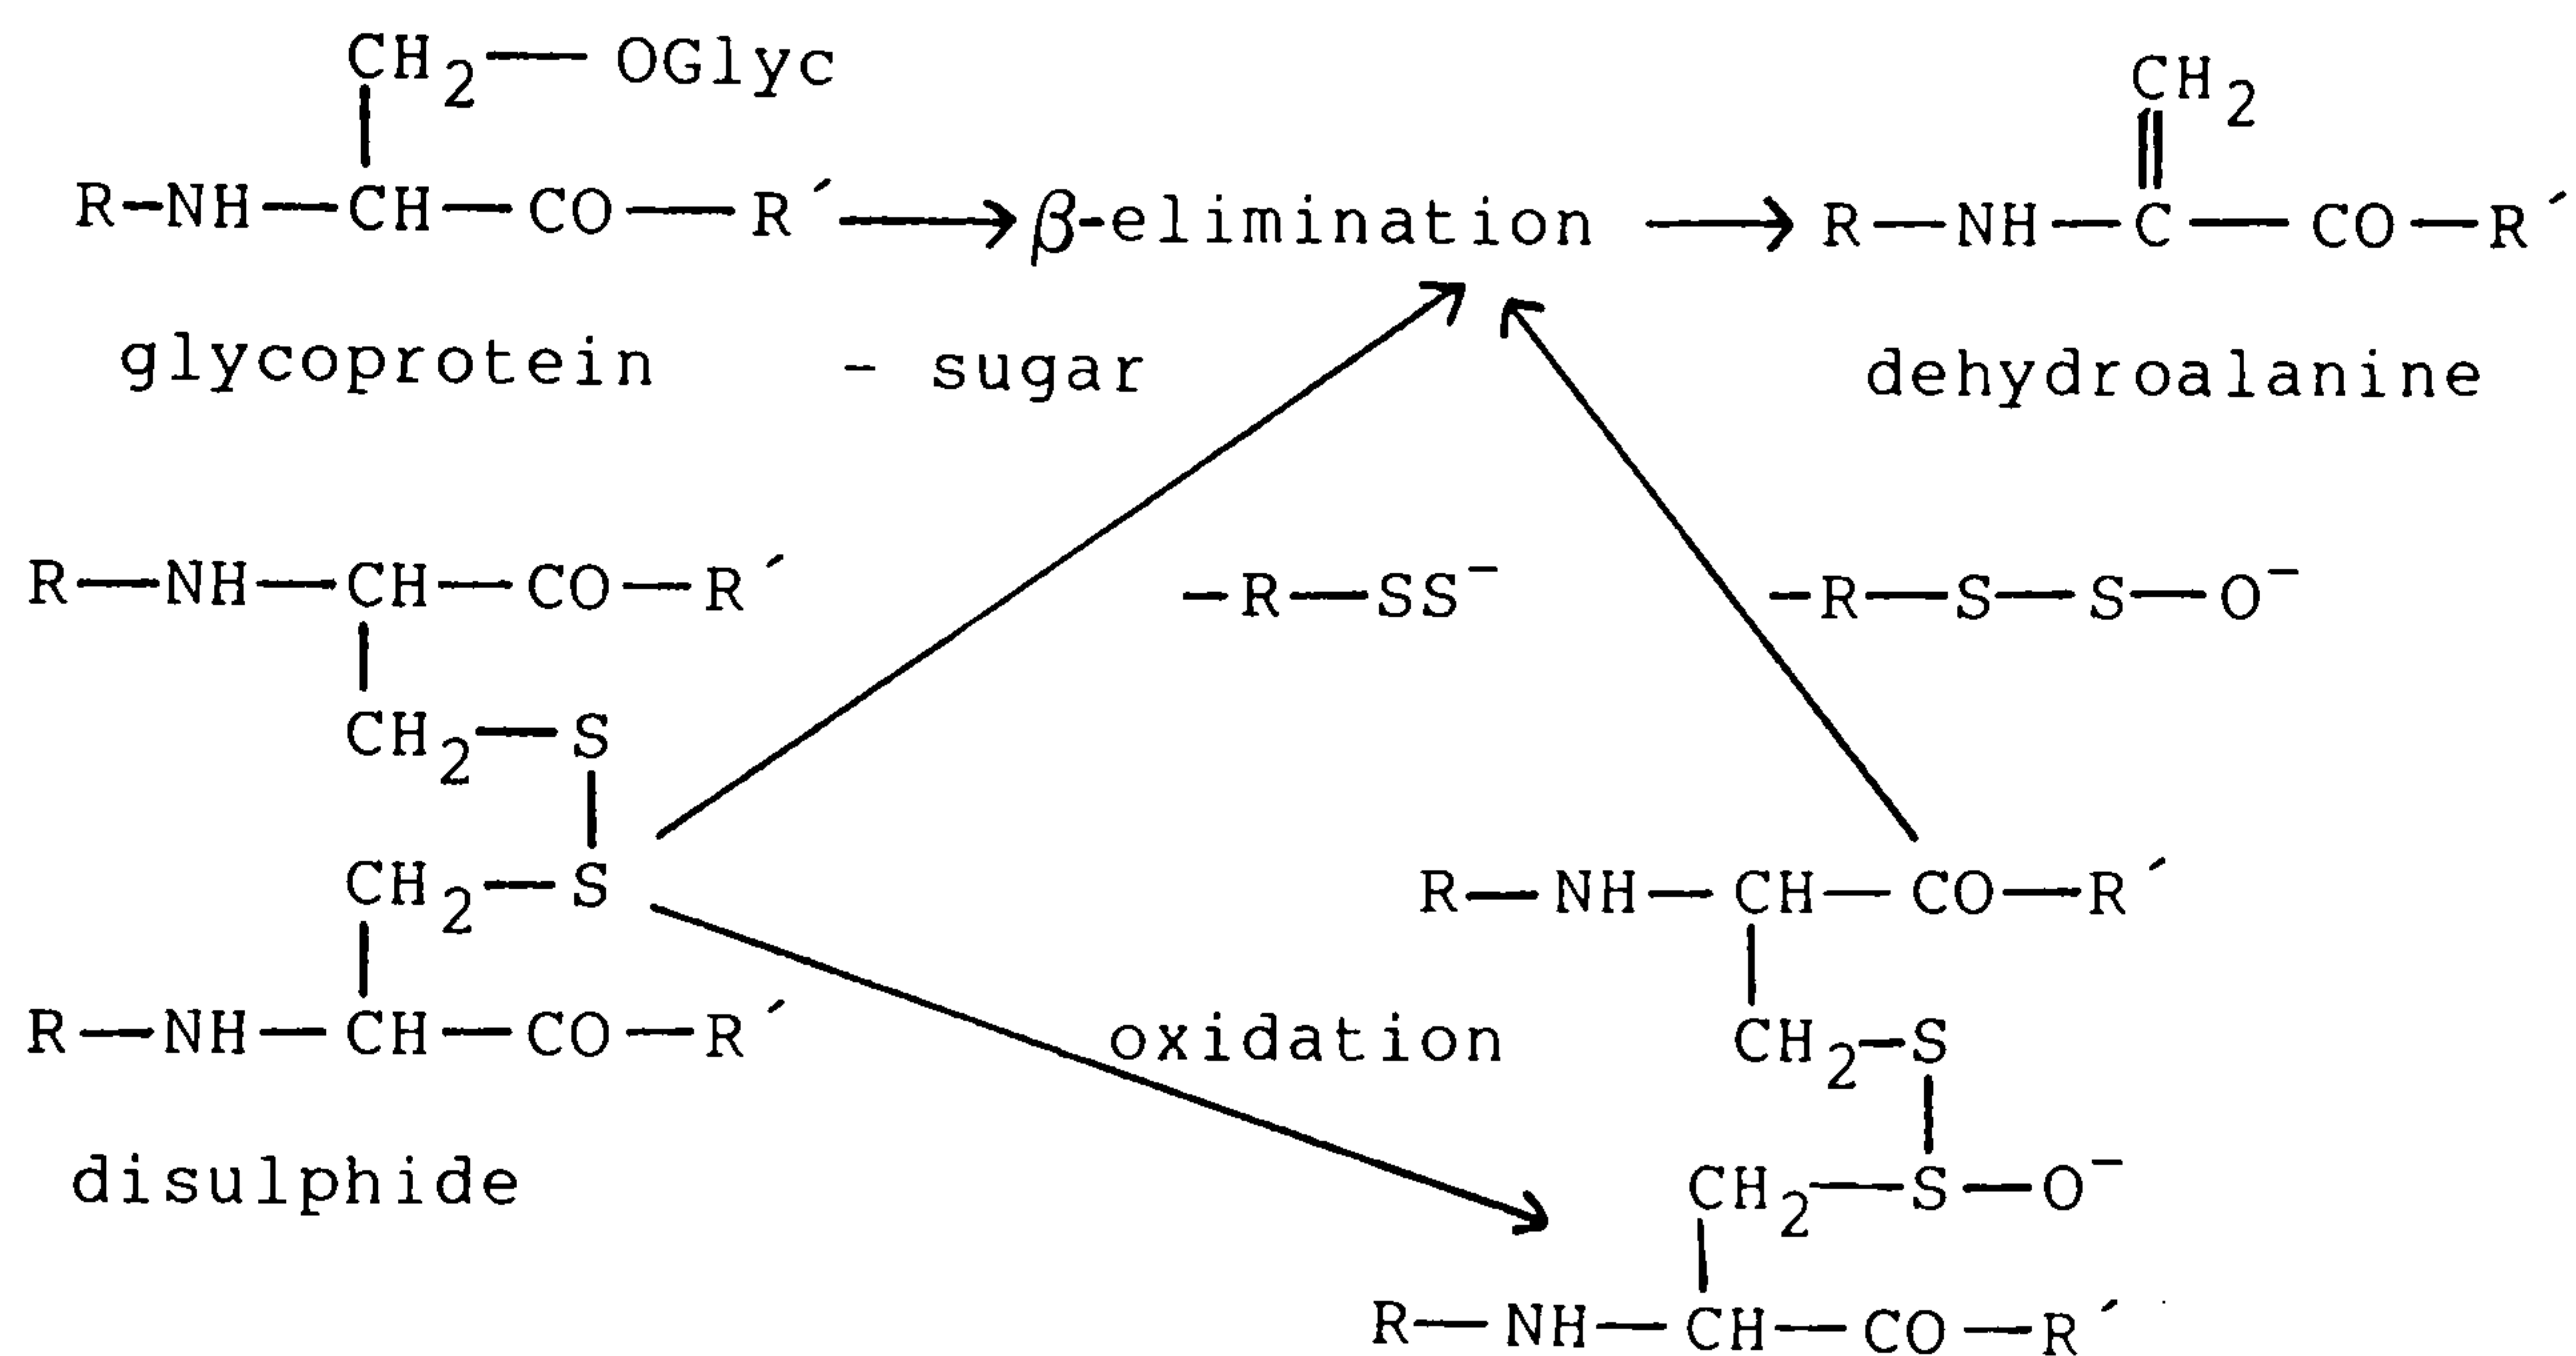 CH2—OGlyc
CH2
R-NH—CH—CO—R´ → β-elimination → R—NH—C—CO—R´
glycoprotein - sugar dehydroalanine
R—NH—CH—CO—R´ -R—SS⁻ -R—S—S—O⁻
CH2—S
CH2—S R—NH—CH—CO—R´
R—NH—CH—CO—R´ oxidation CH2—S
disulphide CH2—S—O⁻
R—NH—CH—CO—R´